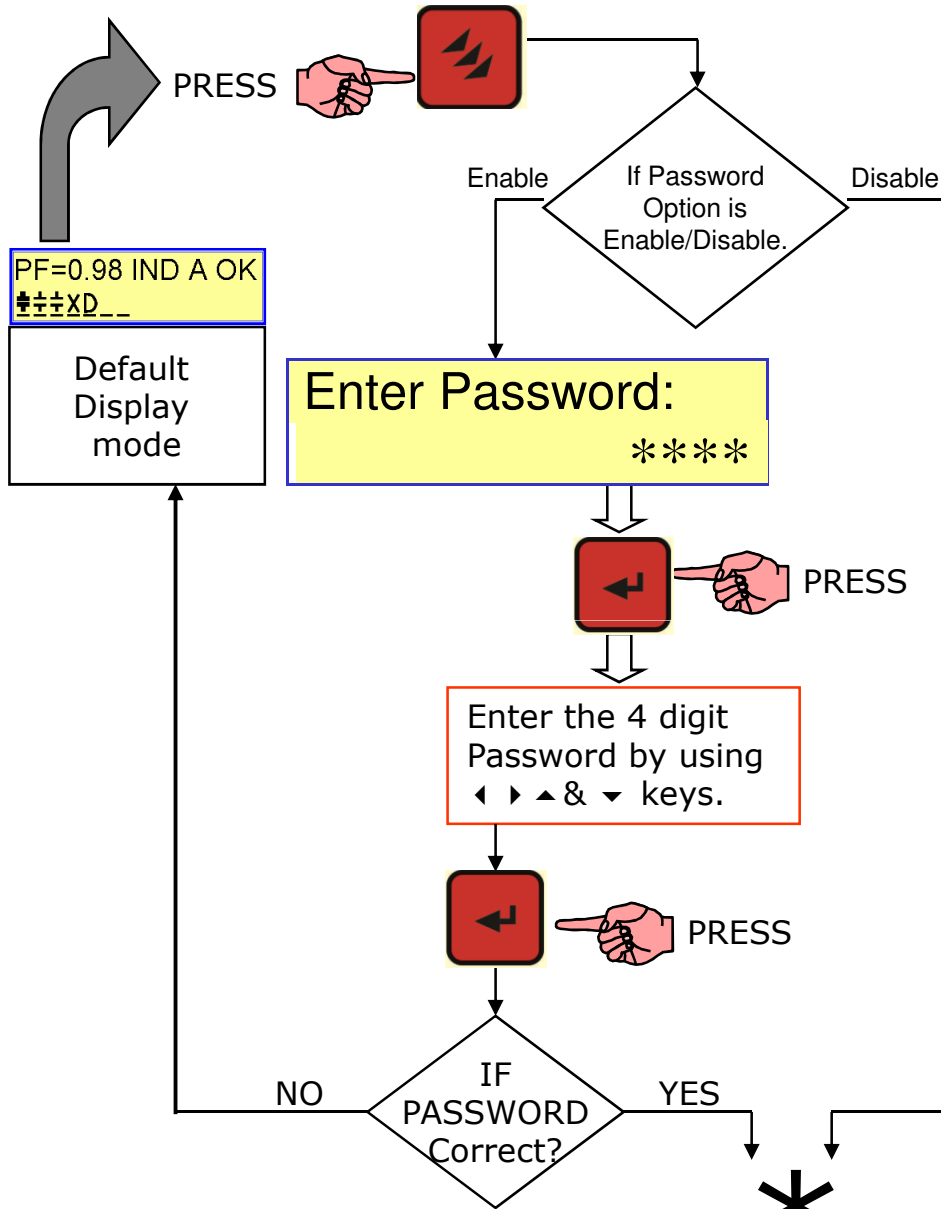 PRESS
Enable
If Password
Option is
Enable/Disable.
Disable
PF=0.98 IND A OK
Default
Display
mode
Enter Password:
****
PRESS
Enter the 4 digit
Password by using
◀ ▶ ▲ & ▼ keys.
PRESS
NO
IF
PASSWORD
Correct?
YES